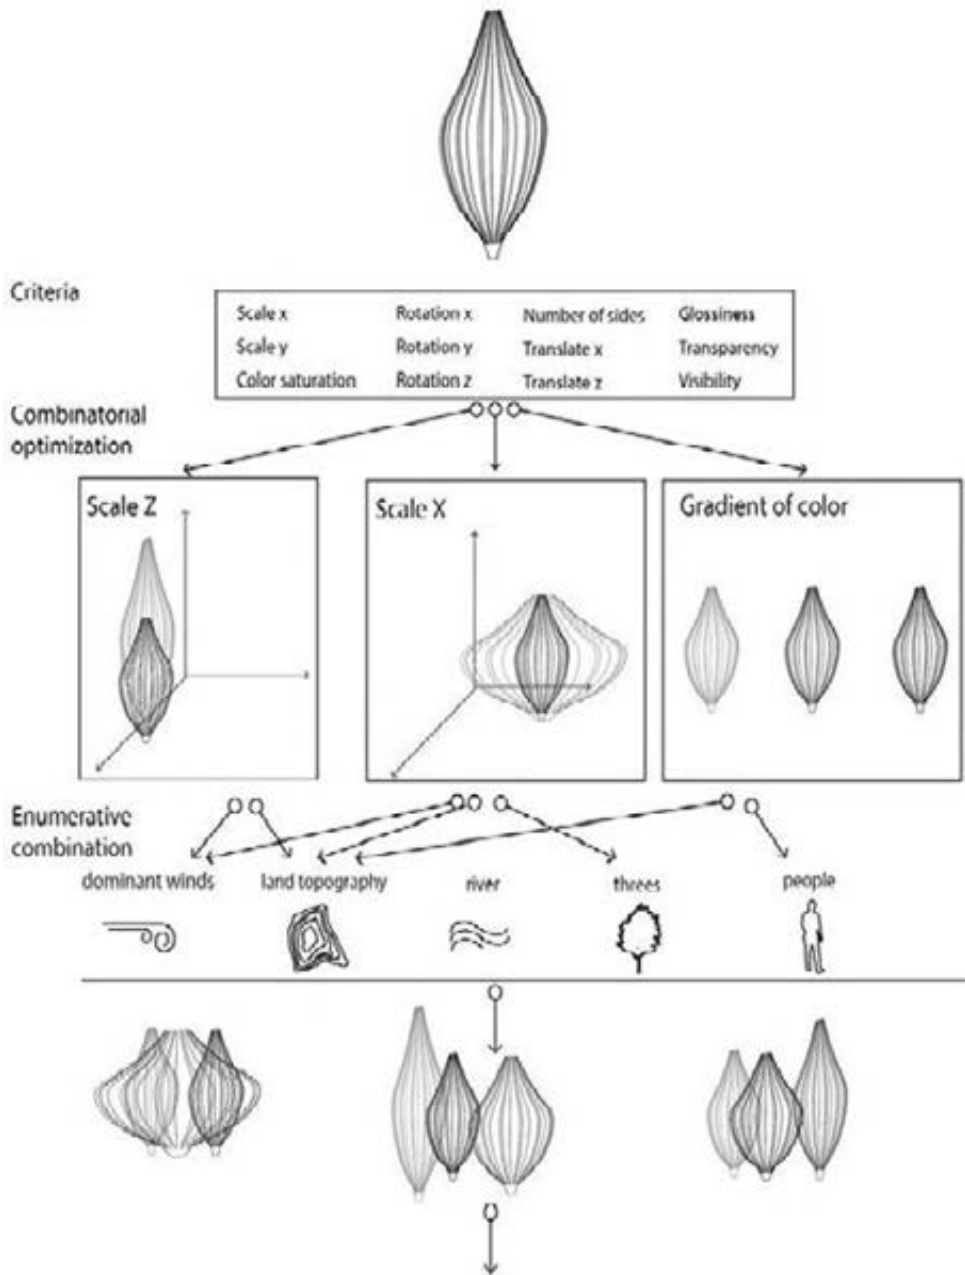 Criteria
Scale x Rotation x Number of sides Glossiness
Scale y Rotation y Translate x Transparency
Color saturation Rotation z Translate z Visibility
Combinatorial
optimization
Scale Z
Scale X
Gradient of color
Enumerative
combination
dominant winds land topography river threes people